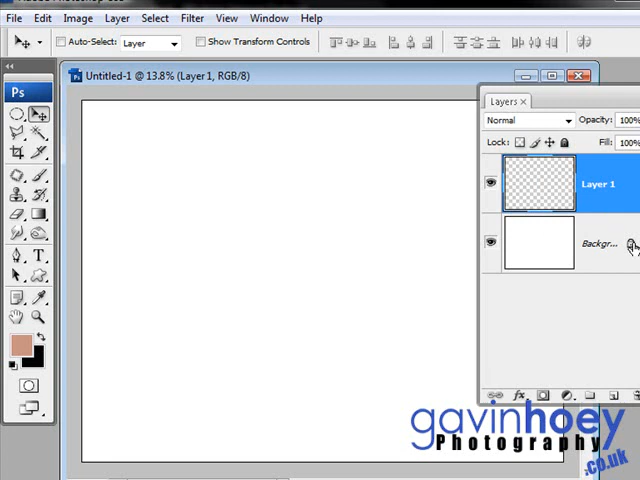 File Edit Image Layer Select Filter View Window Help
Auto-Select: Layer Show Transform Controls
Ps
Untitled-1 @ 13.8% (Layer 1, RGB/8)
Layers ×
Normal Opacity: 100%
Lock: Fill: 100%
Layer 1
Backgr...
fx
gavinhoey
Photography
.co.uk